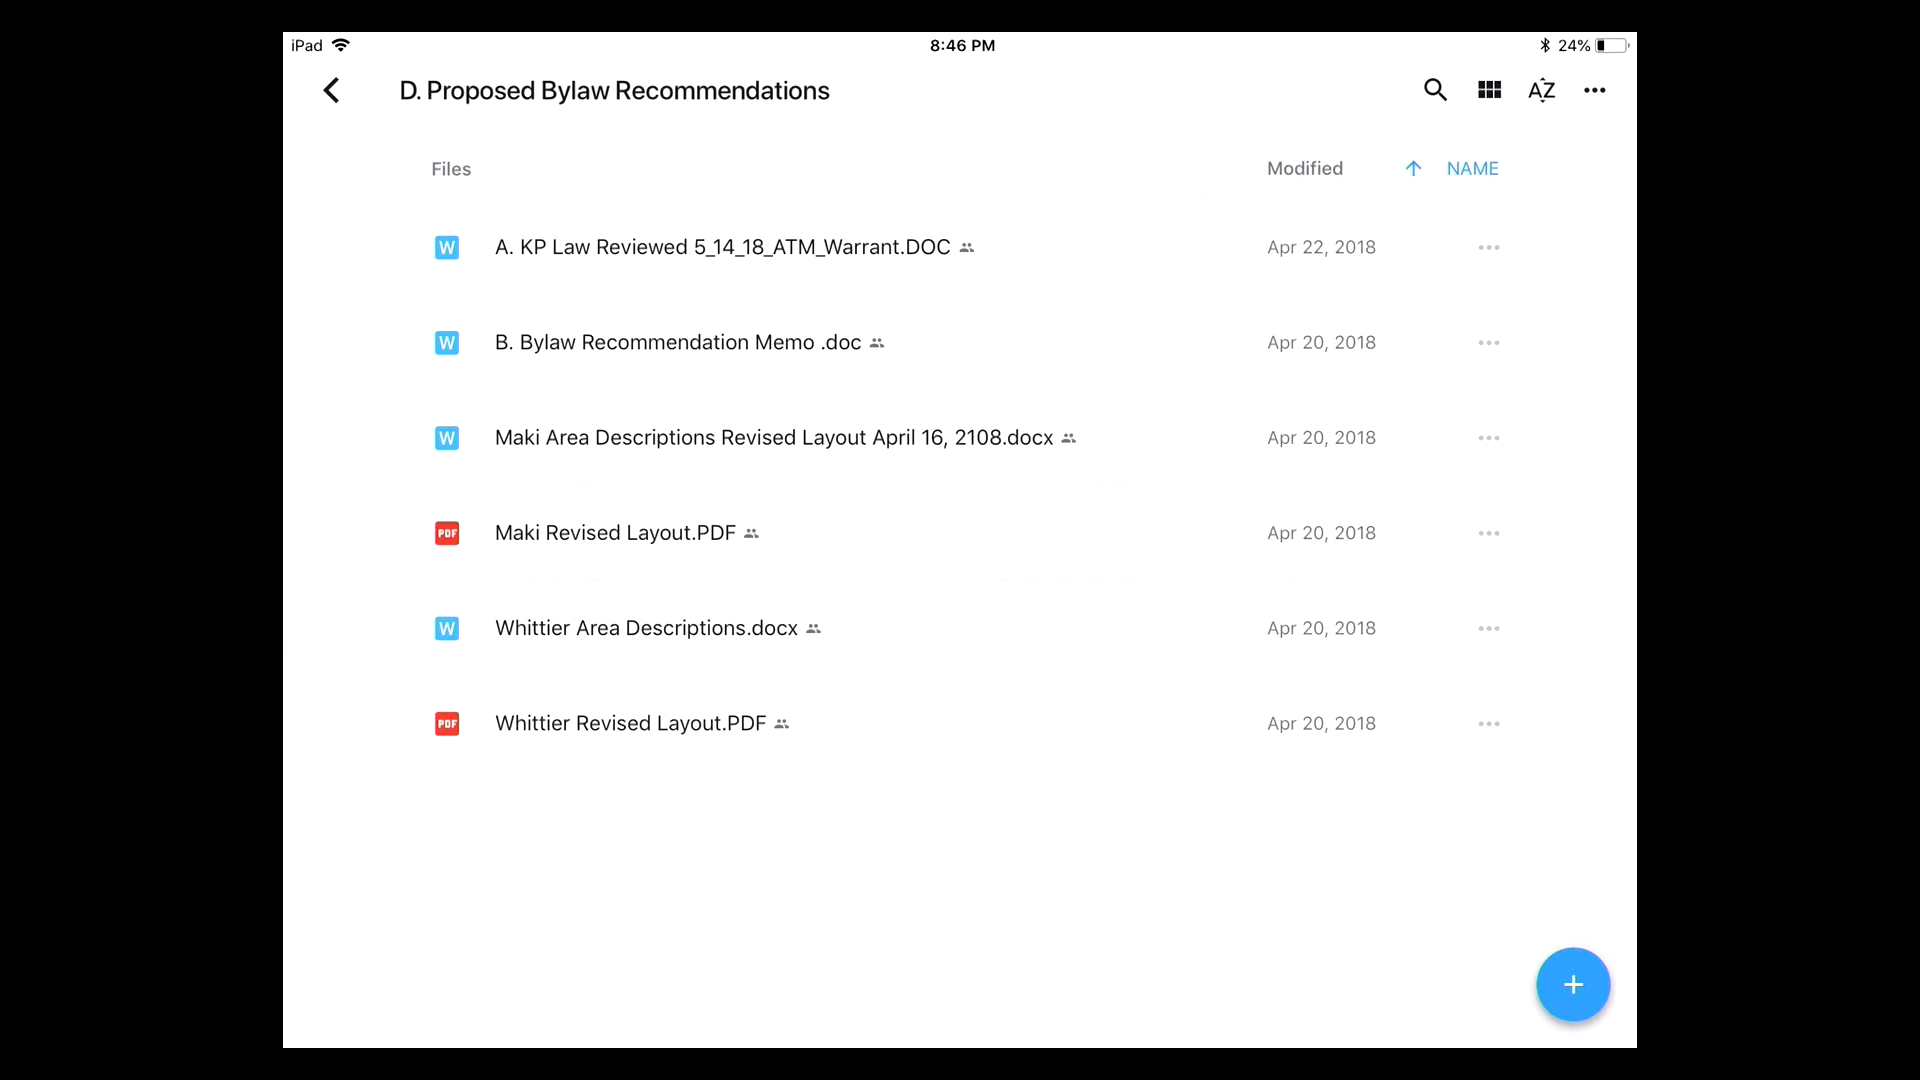 iPad 8:46 PM 24%
D. Proposed Bylaw Recommendations AZ
Files Modified NAME
W A. KP Law Reviewed 5_14_18_ATM_Warrant.DOC Apr 22, 2018
W B. Bylaw Recommendation Memo .doc Apr 20, 2018
W Maki Area Descriptions Revised Layout April 16, 2108.docx Apr 20, 2018
PDF Maki Revised Layout.PDF Apr 20, 2018
W Whittier Area Descriptions.docx Apr 20, 2018
PDF Whittier Revised Layout.PDF Apr 20, 2018